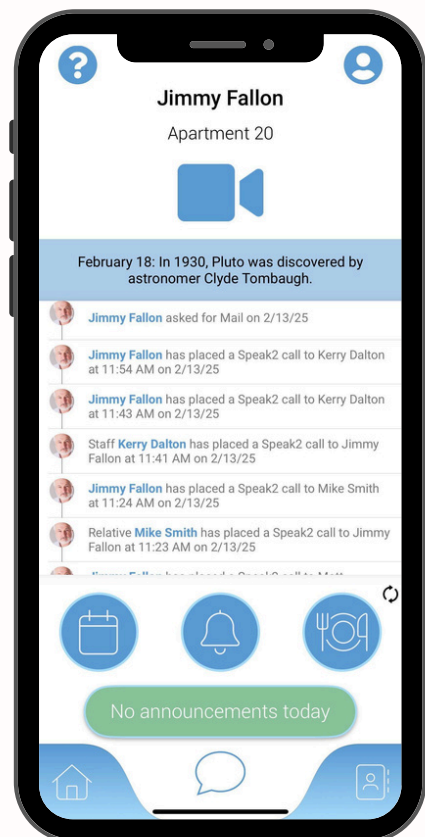 ?
Jimmy Fallon
Apartment 20
February 18: In 1930, Pluto was discovered by
astronomer Clyde Tombaugh.
Jimmy Fallon asked for Mail on 2/13/25
Jimmy Fallon has placed a Speak2 call to Kerry Dalton
at 11:54 AM on 2/13/25
Jimmy Fallon has placed a Speak2 call to Kerry Dalton
at 11:43 AM on 2/13/25
Staff Kerry Dalton has placed a Speak2 call to Jimmy
Fallon at 11:41 AM on 2/13/25
Jimmy Fallon has placed a Speak2 call to Mike Smith
at 11:24 AM on 2/13/25
Relative Mike Smith has placed a Speak2 call to Jimmy
Fallon at 11:23 AM on 2/13/25
No announcements today